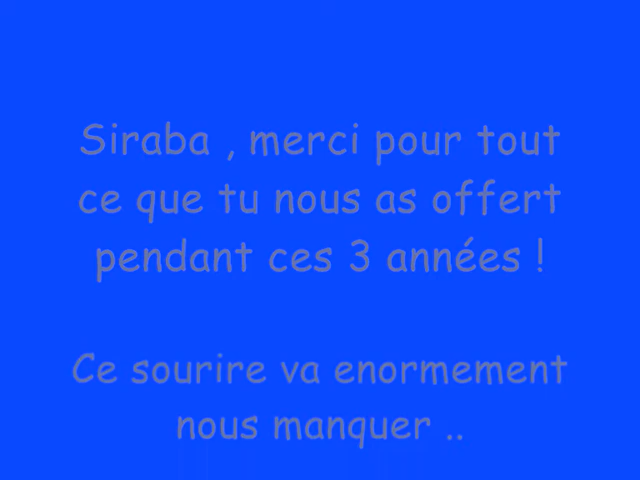 Siraba , merci pour tout
ce que tu nous as offert
pendant ces 3 années !
Ce sourire va enormement
nous manquer ..